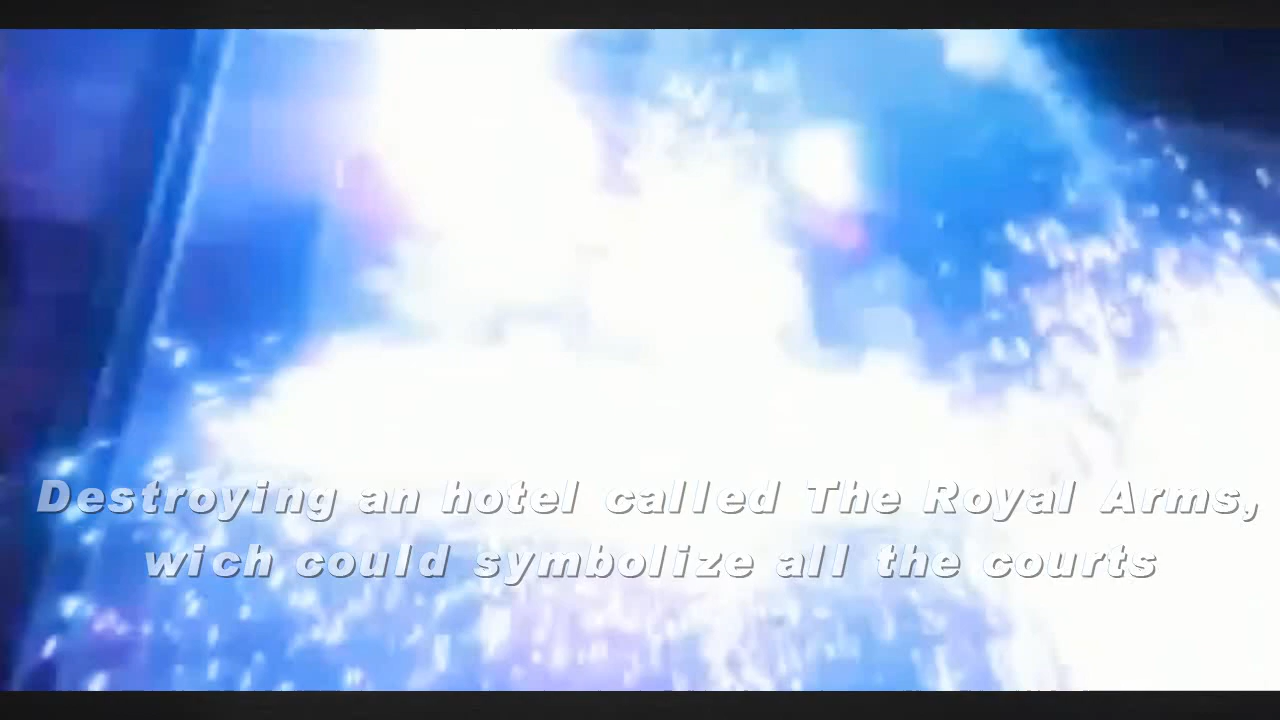 Destroying an hotel called The Royal Arms,
wich could symbolize all the courts